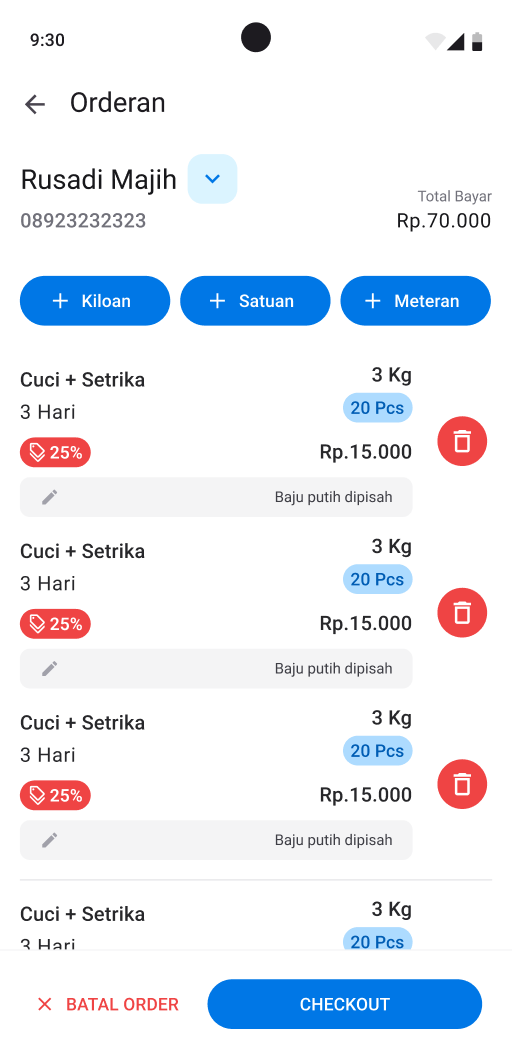 9:30
Orderan
Rusadi Majih
08923232323
Total Bayar
Rp.70.000
Kiloan
Satuan
Meteran
Cuci + Setrika
3 Kg
3 Hari
20 Pcs
25%
Rp.15.000
Baju putih dipisah
Cuci + Setrika
3 Kg
3 Hari
20 Pcs
25%
Rp.15.000
Baju putih dipisah
Cuci + Setrika
3 Kg
3 Hari
20 Pcs
25%
Rp.15.000
Baju putih dipisah
Cuci + Setrika
3 Kg
3 Hari
20 Pcs
BATAL ORDER
CHECKOUT